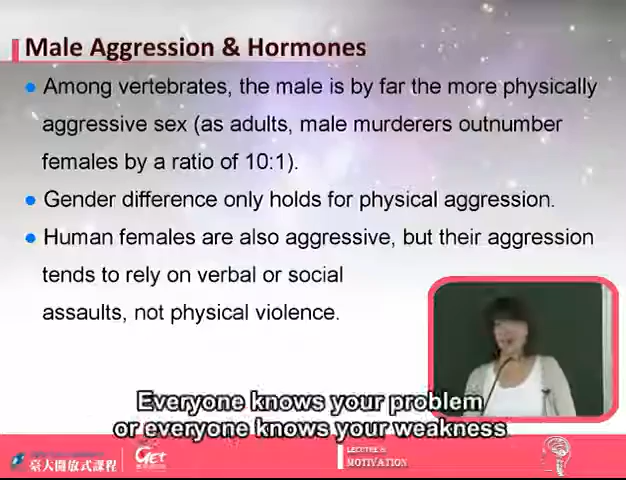 Male Aggression & Hormones
Among vertebrates, the male is by far the more physically
aggressive sex (as adults, male murderers outnumber
females by a ratio of 10:1).
Gender difference only holds for physical aggression.
Human females are also aggressive, but their aggression
tends to rely on verbal or social
assaults, not physical violence.
Everyone knows your problem
or everyone knows your weakness
臺大開放式課程
GET
MOTIVATION